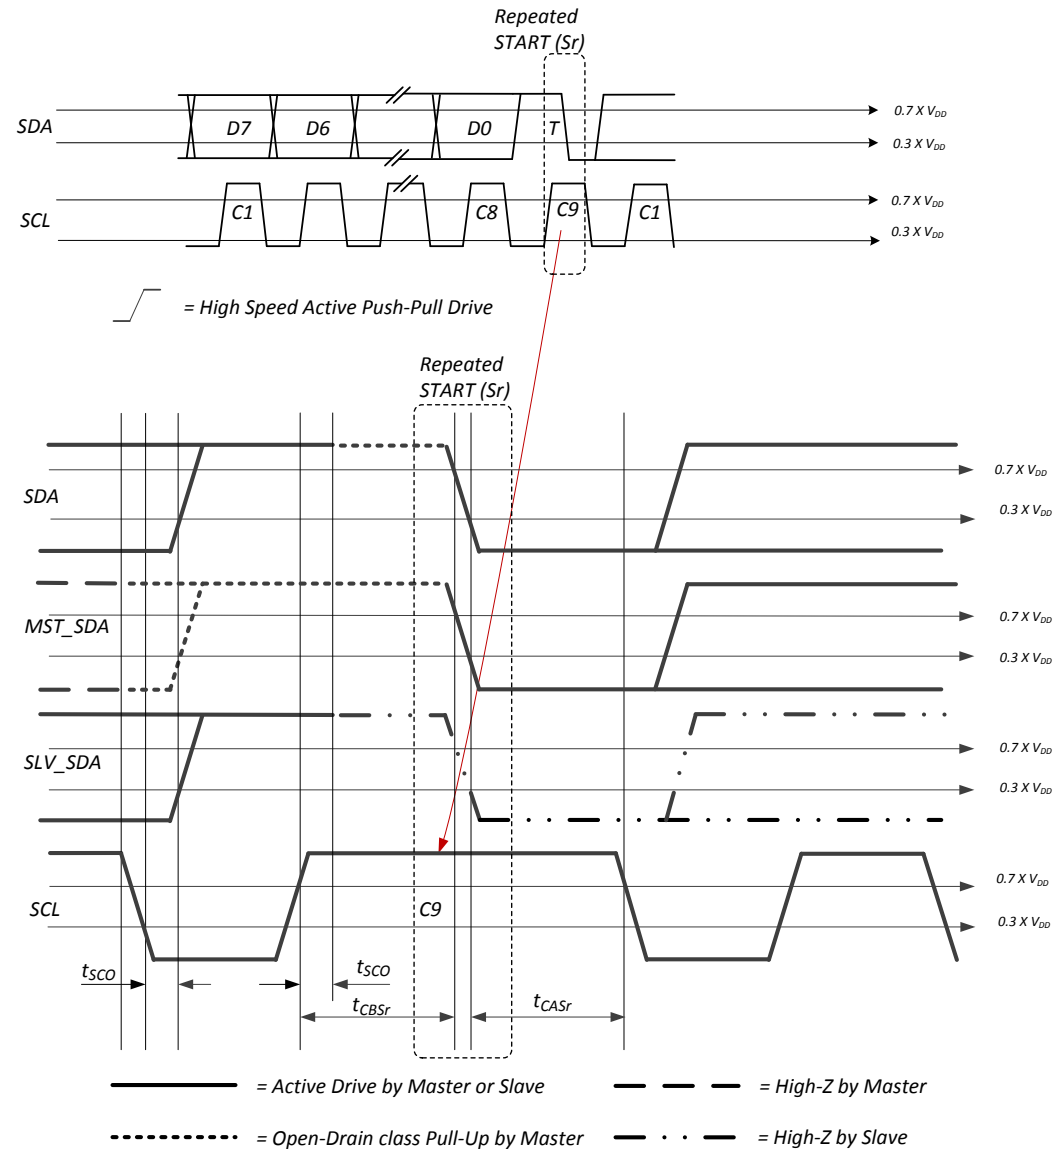 Repeated
START (Sr)
SDA
D7
D6
D0
T
0.7 X VDD
0.3 X VDD
SCL
C1
C8
C9
C1
0.7 X VDD
0.3 X VDD
= High Speed Active Push-Pull Drive
Repeated
START (Sr)
SDA
0.7 X VDD
0.3 X VDD
MST_SDA
0.7 X VDD
0.3 X VDD
SLV_SDA
0.7 X VDD
0.3 X VDD
SCL
C9
0.7 X VDD
0.3 X VDD
tSCO
tSCO
tCBSr
tCASr
= Active Drive by Master or Slave
= High-Z by Master
= Open-Drain class Pull-Up by Master
= High-Z by Slave